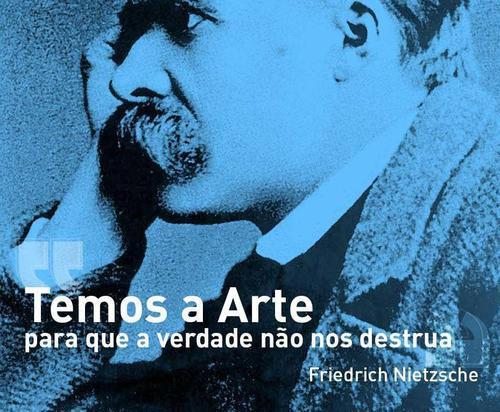 Temos a Arte
para que a verdade não nos destrua
Friedrich Nietzsche